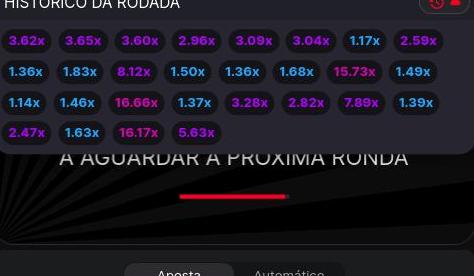 HISTÓRICO DA RODADA
3.62x 3.65x 3.60x 2.96x 3.09x 3.04x 1.17x 2.59x
1.36x 1.83x 8.12x 1.50x 1.36x 1.68x 15.73x 1.49x
1.14x 1.46x 16.66x 1.37x 3.28x 2.82x 7.89x 1.39x
2.47x 1.63x 16.17x 5.63x
A AGUARDAR A PRÓXIMA RONDA
Aposta Automático